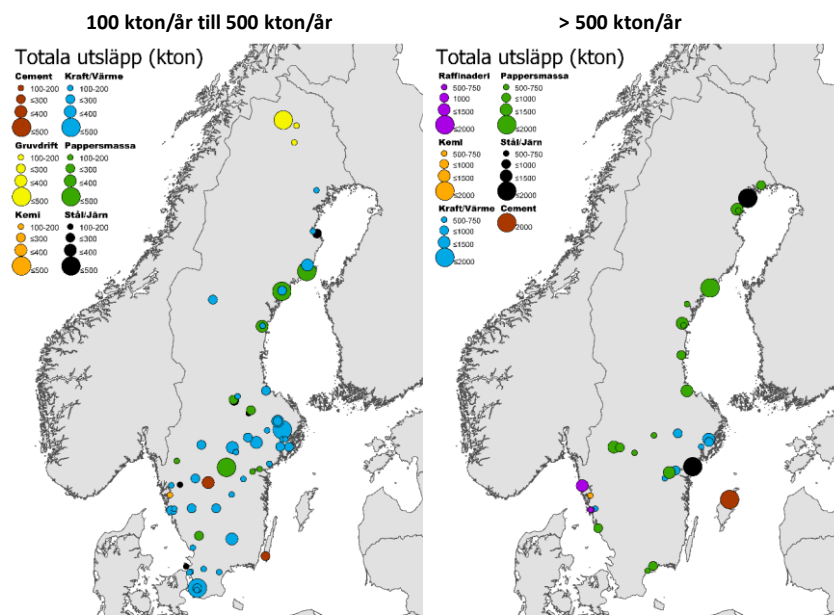 100 kton/år till 500 kton/år
Totala utsläpp (kton)
Cement
100-200
≤300
≤400
≤500
Kraft/Värme
100-200
≤300
≤400
≤500
Gruvdrift
100-200
≤300
≤400
≤500
Pappersmassa
100-200
≤300
≤400
≤500
Kemi
100-200
≤300
≤400
≤500
Stål/Järn
100-200
≤300
≤400
≤500
> 500 kton/år
Totala utsläpp (kton)
Raffinaderi
500-750
1000
≤1500
≤2000
Pappersmassa
500-750
≤1000
≤1500
≤2000
Kemi
500-750
≤1000
≤1500
≤2000
Stål/Järn
500-750
≤1000
≤1500
≤2000
Kraft/Värme
500-750
≤1000
≤1500
≤2000
Cement
2000